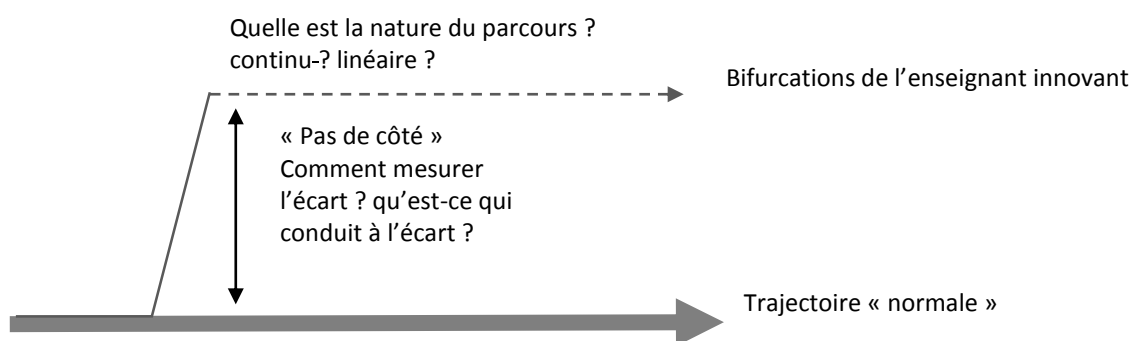 Quelle est la nature du parcours ?
continu-? linéaire ?
Bifurcations de l’enseignant innovant
« Pas de côté »
Comment mesurer
l’écart ? qu’est-ce qui
conduit à l’écart ?
Trajectoire « normale »